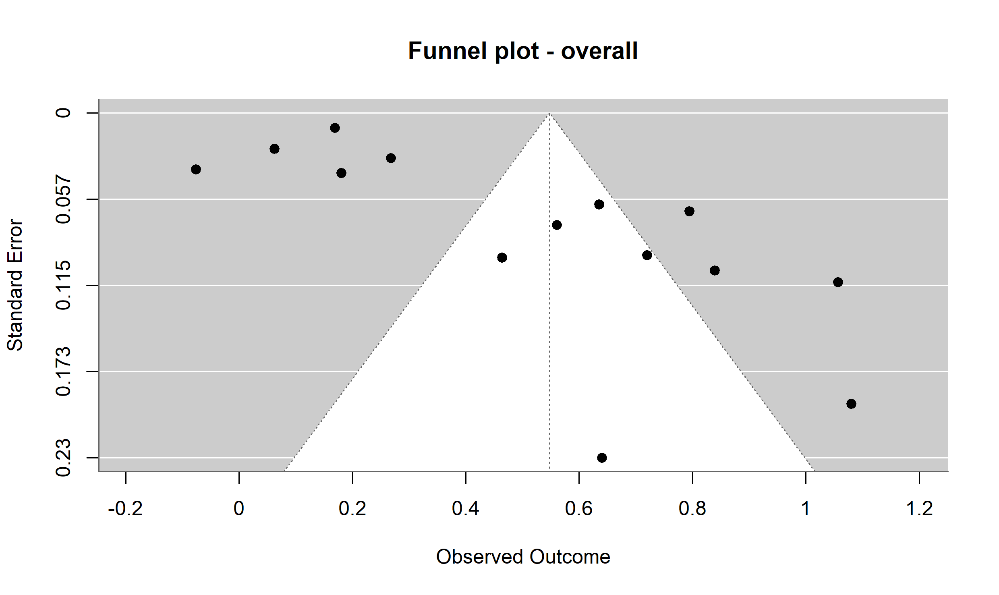 Funnel plot - overall
Standard Error
0
0.057
0.115
0.173
0.23
-0.2 0 0.2 0.4 0.6 0.8 1 1.2
Observed Outcome